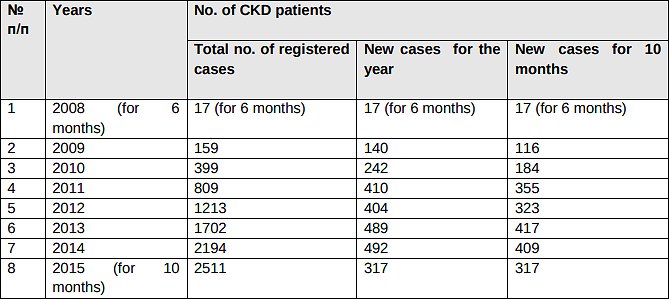 № Years No. of CKD patients
п/п
Total no. of registered New cases for the New cases for 10
cases year months
1 2008 (for 6 17 (for 6 months) 17 (for 6 months) 17 (for 6 months)
months)
2 2009 159 140 116
3 2010 399 242 184
4 2011 809 410 355
5 2012 1213 404 323
6 2013 1702 489 417
7 2014 2194 492 409
8 2015 (for 10 2511 317 317
months)